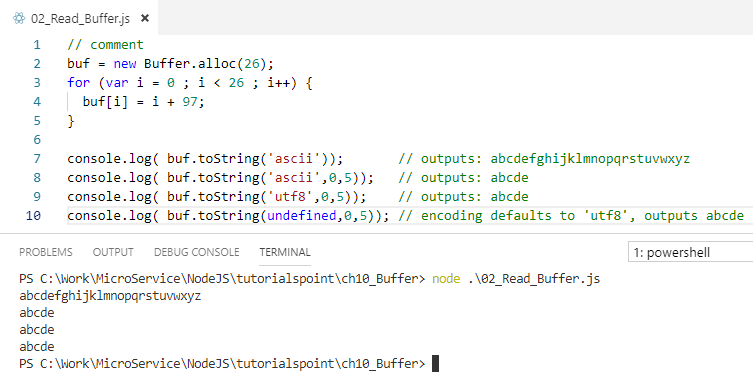 02_Read_Buffer.js ×
1 // comment
2 buf = new Buffer.alloc(26);
3 for (var i = 0 ; i < 26 ; i++) {
4   buf[i] = i + 97;
5 }
6
7 console.log( buf.toString('ascii'));       // outputs: abcdefghijklmnopqrstuvwxyz
8 console.log( buf.toString('ascii',0,5));   // outputs: abcde
9 console.log( buf.toString('utf8',0,5));    // outputs: abcde
10 console.log( buf.toString(undefined,0,5)); // encoding defaults to 'utf8', outputs abcde
PROBLEMS OUTPUT DEBUG CONSOLE TERMINAL 1: powershell
PS C:\Work\MicroService\NodeJS\tutorialspoint\ch10_Buffer> node .\02_Read_Buffer.js
abcdefghijklmnopqrstuvwxyz
abcde
abcde
abcde
PS C:\Work\MicroService\NodeJS\tutorialspoint\ch10_Buffer>